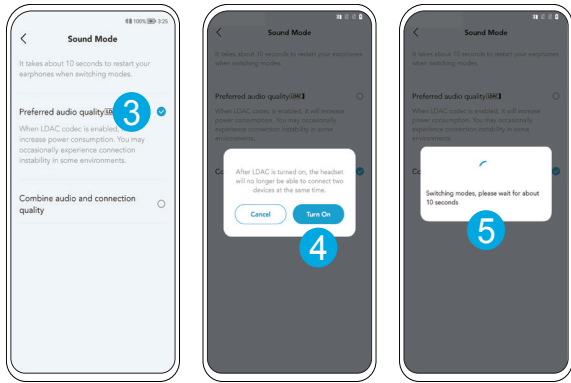 100% 3:25
Sound Mode
It takes about 10 seconds to restart your
earphones when switching modes.
Preferred audio quality
3
When LDAC codec is enabled,
increase power consumption. You may
occasionally experience connection
instability in some environments.
Combine audio and connection
quality
Sound Mode
It takes about 10 seconds to restart your earphones
when switching modes.
Preferred audio quality LDAC
When LDAC codec is enabled, it will increase
power consumption. You may occasionally
experience connection instability in some
environments.
Co
After LDAC is turned on, the headset
will no longer be able to connect two
devices at the same time.
Cancel
Turn On
4
Sound Mode
It takes about 10 seconds to restart your earphones
when switching modes.
Preferred audio quality LDAC
When LDAC codec is enabled, it will increase
power consumption. You may occasionally
experience connection instability in some
environments.
Co
Switching modes, please wait for about
10 seconds
5